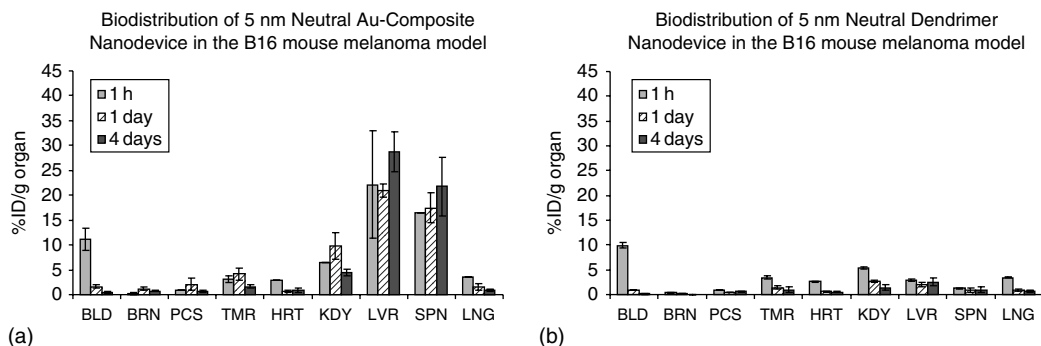 Biodistribution of 5 nm Neutral Au-Composite
Nanodevice in the B16 mouse melanoma model
45
40
35
30
25
20
15
10
5
0
%ID/g organ
1 h
1 day
4 days
BLD BRN PCS TMR HRT KDY LVR SPN LNG
(a)
Biodistribution of 5 nm Neutral Dendrimer
Nanodevice in the B16 mouse melanoma model
45
40
35
30
25
20
15
10
5
0
%ID/g organ
1 h
1 day
4 days
BLD BRN PCS TMR HRT KDY LVR SPN LNG
(b)